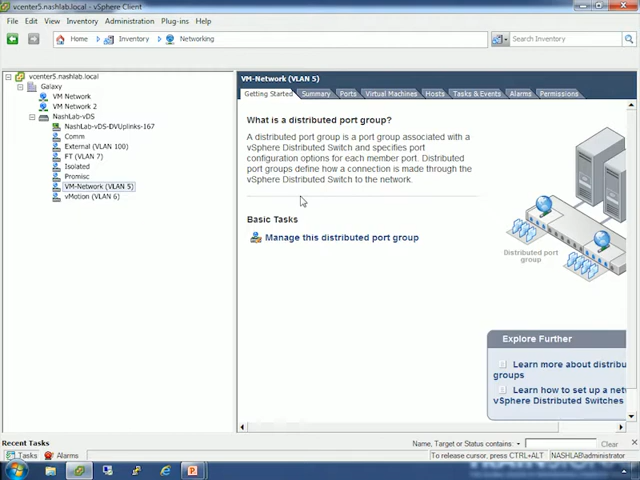 vcenter5.nashlab.local - vSphere Client
File Edit View Inventory Administration Plug-ins Help
Home Inventory Networking Search Inventory
vcenter5.nashlab.local
Galaxy
VM Network
VM Network 2
NashLab-vDS
NashLab-vDS-DVUplinks-167
Comm
External (VLAN 100)
FT (VLAN 7)
Isolated
Promisc
VM-Network (VLAN 5)
vMotion (VLAN 6)
VM-Network (VLAN 5)
Getting Started Summary Ports Virtual Machines Hosts Tasks & Events Alarms Permissions
What is a distributed port group?
A distributed port group is a port group associated with a
vSphere Distributed Switch and specifies port
configuration options for each member port. Distributed
port groups define how a connection is made through the
vSphere Distributed Switch to the network.
Basic Tasks
Manage this distributed port group
Distributed port
group
Explore Further
Learn more about distribu
groups
Learn how to set up a net
vSphere Distributed Switches
Recent Tasks
Name, Target or Status contains: Clear
Tasks Alarms
To release cursor, press CTRL+ALT NASHLAB\administrator